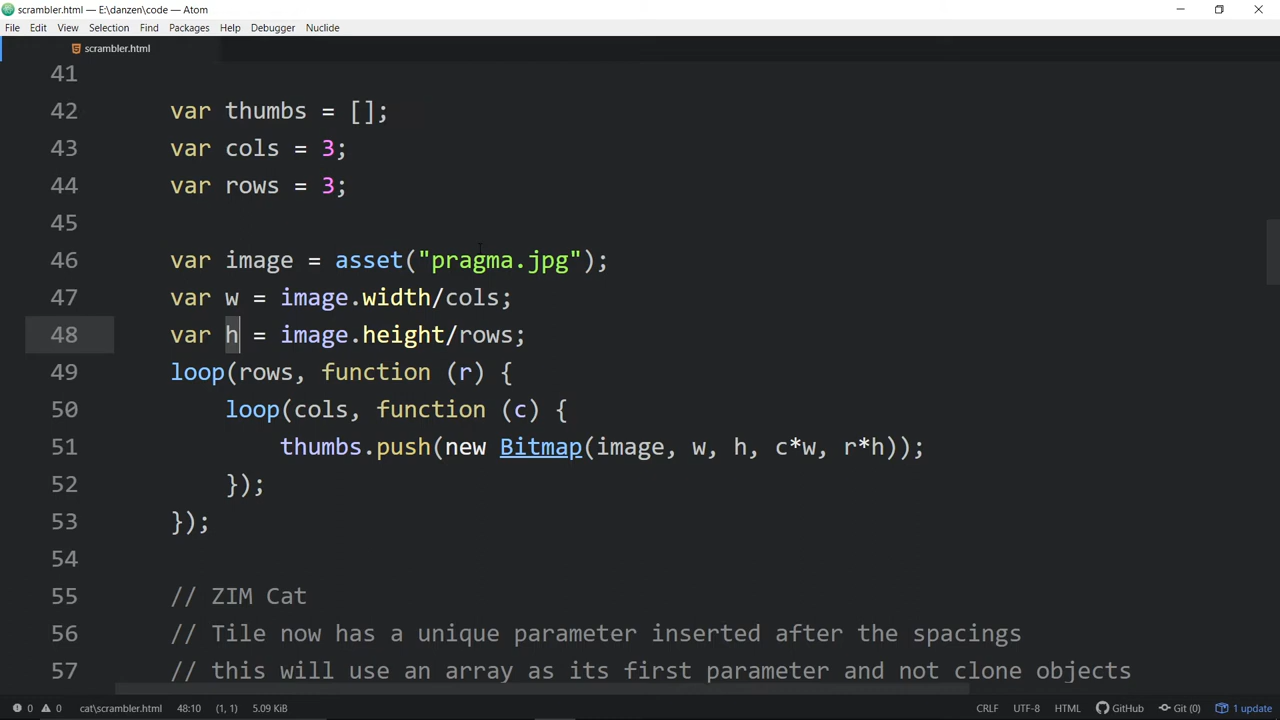 scrambler.html — E:\danzen\code — Atom
File Edit View Selection Find Packages Help Debugger Nuclide
scrambler.html
41
42 var thumbs = [];
43 var cols = 3;
44 var rows = 3;
45
46 var image = asset("pragma.jpg");
47 var w = image.width/cols;
48 var h = image.height/rows;
49 loop(rows, function (r) {
50 loop(cols, function (c) {
51 thumbs.push(new Bitmap(image, w, h, c*w, r*h));
52 });
53 });
54
55 // ZIM Cat
56 // Tile now has a unique parameter inserted after the spacings
57 // this will use an array as its first parameter and not clone objects
0 0 cat\scrambler.html 48:10 (1, 1) 5.09 KiB CRLF UTF-8 HTML GitHub Git (0) 1 update